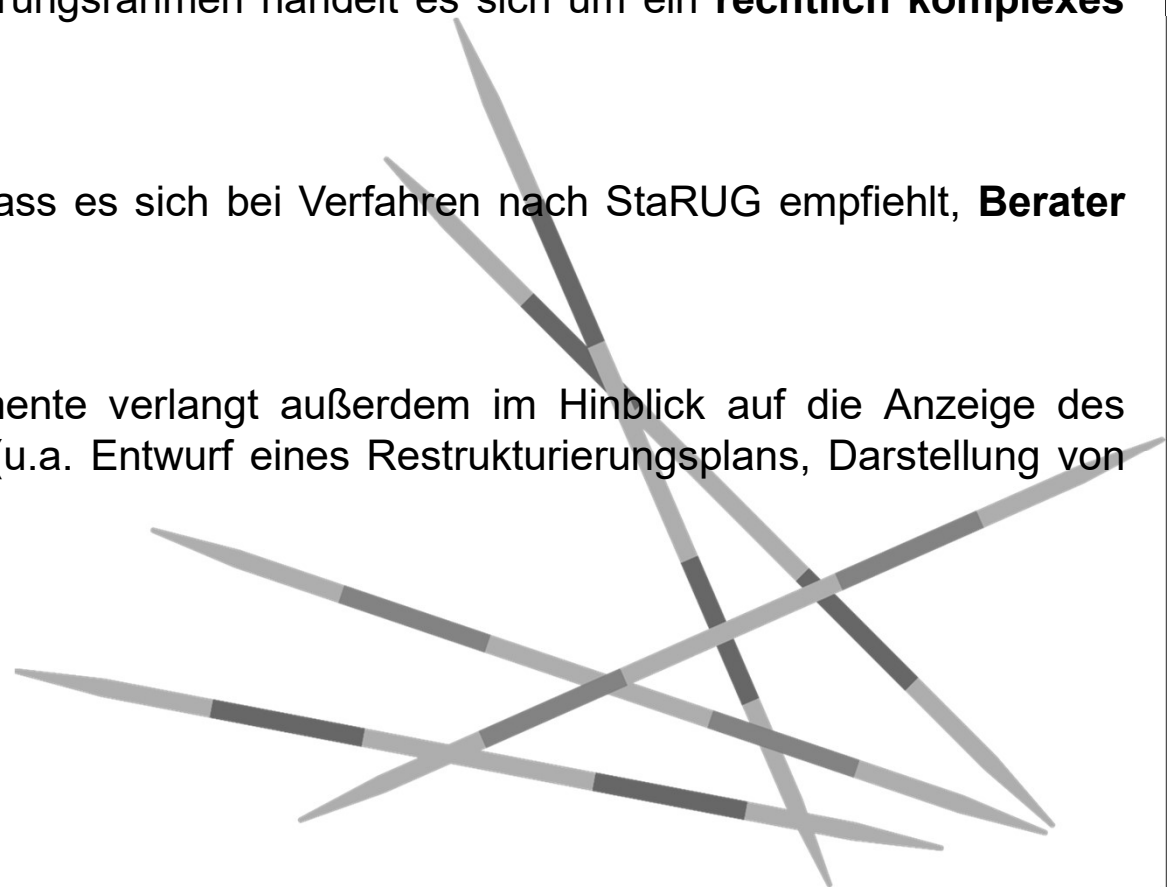 rungsrahmen handelt es sich um ein rechtlich komplexes
ass es sich bei Verfahren nach StaRUG empfiehlt, Berater
ente verlangt außerdem im Hinblick auf die Anzeige des
(u.a. Entwurf eines Restrukturierungsplans, Darstellung von